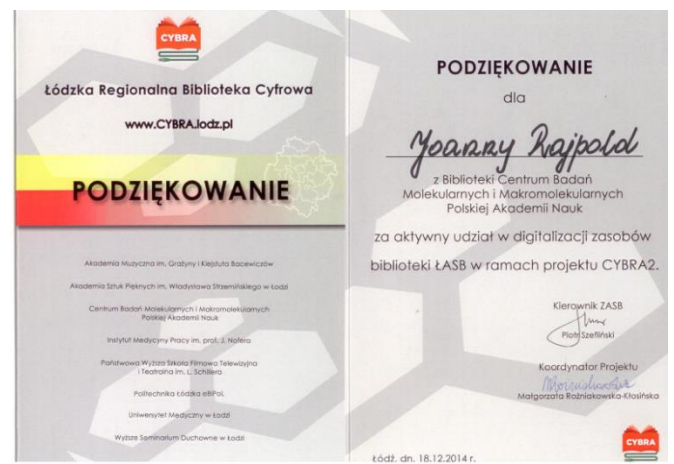 CYBRA
Łódzka Regionalna Biblioteka Cyfrowa
www.CYBRA.lodz.pl
PODZIĘKOWANIE
Akademia Muzyczna im. Grażyny i Kiejstuta Bacewiczów
Akademia Sztuk Pięknych im. Władysława Strzemińskiego w Łodzi
Centrum Badań Molekularnych i Makromolekularnych
Polskiej Akademii Nauk
Instytut Medycyny Pracy im. prof. J. Nofera
Państwowa Wyższa Szkoła Filmowa Telewizyjna
i Teatralna im. L. Schillera
Politechnika Łódzka eBiPol.
Uniwersytet Medyczny w Łodzi
Wyższe Seminarium Duchowne w Łodzi
PODZIĘKOWANIE
dla
Joanny Rajpold
z Biblioteki Centrum Badań
Molekularnych i Makromolekularnych
Polskiej Akademii Nauk
za aktywny udział w digitalizacji zasobów
biblioteki ŁASB w ramach projektu CYBRA2.
Kierownik ZASB
Piotr Szefliński
Koordynator Projektu
Małgorzata Rożniakowska-Kłosińska
CYBRA
Łódź, dn. 18.12.2014 r.